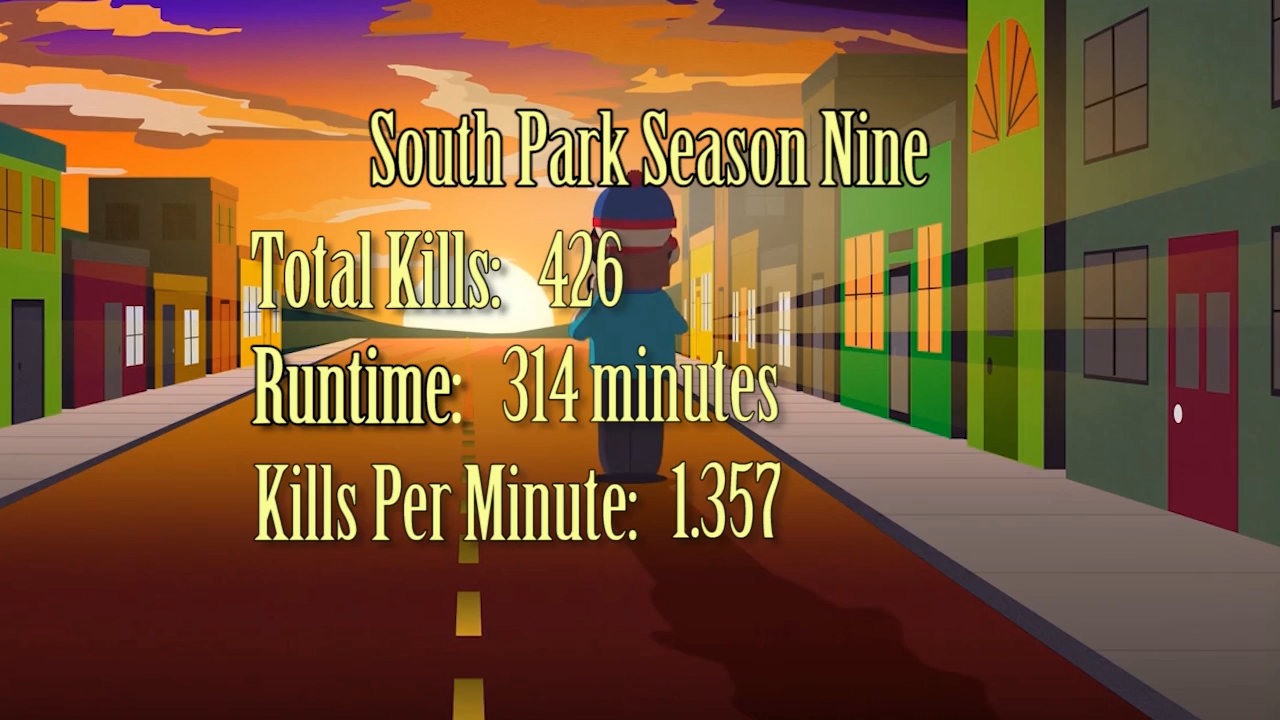 South Park Season Nine
Total Kills: 426
Runtime: 314 minutes
Kills Per Minute: 1.357